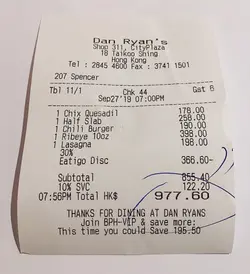 Dan Ryan's
Shop 311, CityPlaza
18 Taikoo Shing
Hong Kong
Tel : 2845 4600 Fax : 3741 1501
207 Spencer
Tbl 11/1 Chk 44 Gst 6
Sep27'19 07:00PM
1 Chix Quesadil 178.00
1 Half Slab 258.00
1 Chili Burger 190.00
1 Ribeye 10oz 398.00
1 Lasagna 198.00
30%
Eatigo Disc 366.60-
Subtotal 855.40
10% SVC 122.20
07:56PM Total HK$ 977.60
THANKS FOR DINING AT DAN RYANS
Join BPH-VIP & save more:
This time you could Save 195.50